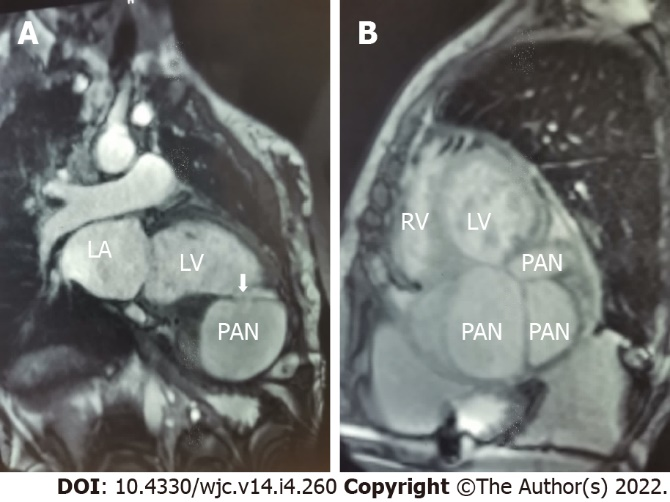 A
B
LA
LV
PAN
RV
LV
PAN
PAN
PAN
DOI: 10.4330/wjc.v14.i4.260 Copyright ©The Author(s) 2022.